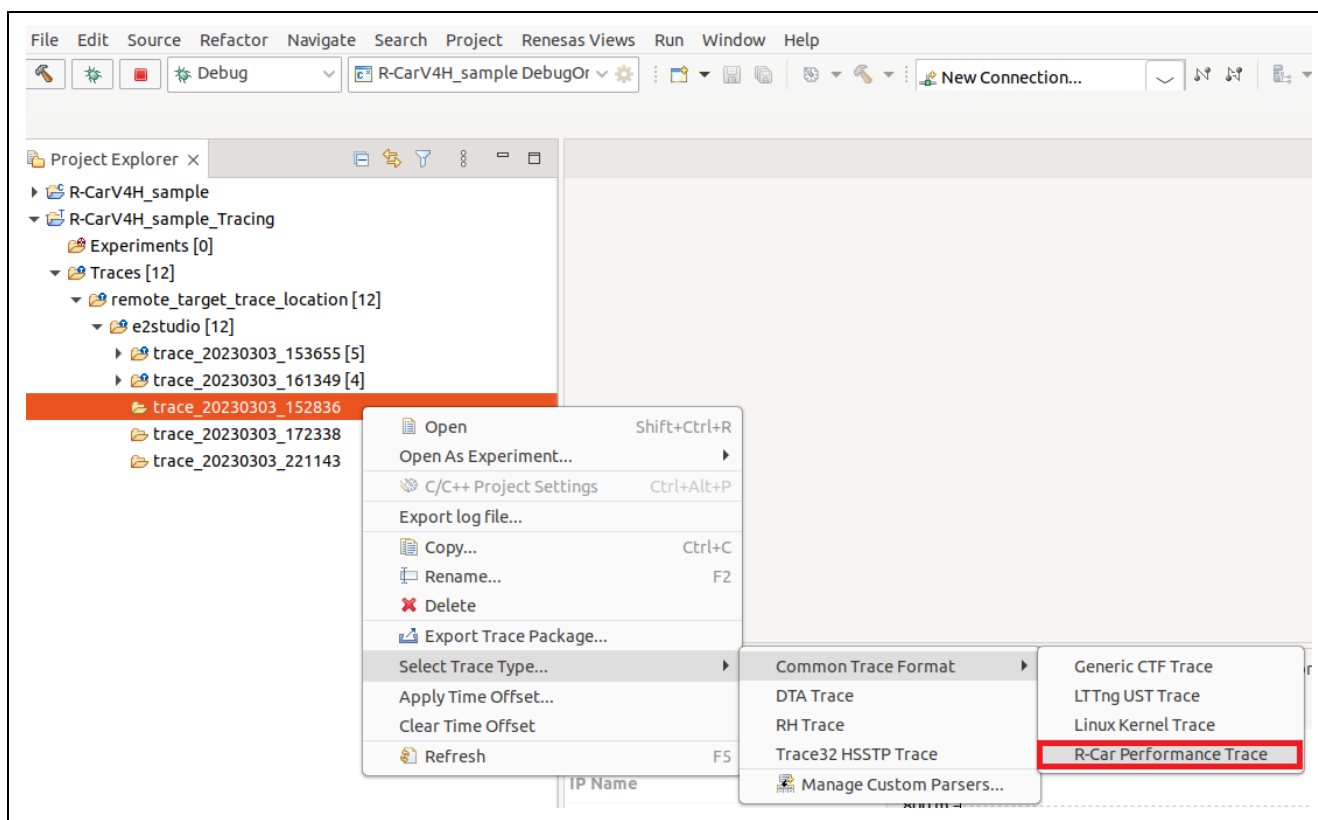 File Edit Source Refactor Navigate Search Project Renesas Views Run Window Help
Debug R-CarV4H_sample DebugOr New Connection...
Project Explorer
R-CarV4H_sample
R-CarV4H_sample_Tracing
Experiments [0]
Traces [12]
remote_target_trace_location [12]
e2studio [12]
trace_20230303_153655 [5]
trace_20230303_161349 [4]
trace_20230303_152836
trace_20230303_172338
trace_20230303_221143
Open Shift+Ctrl+R
Open As Experiment...
C/C++ Project Settings Ctrl+Alt+P
Export log file...
Copy... Ctrl+C
Rename... F2
Delete
Export Trace Package...
Select Trace Type...
Apply Time Offset...
Clear Time Offset
Refresh F5
Common Trace Format
DTA Trace
RH Trace
Trace32 HSSTP Trace
Manage Custom Parsers...
Generic CTF Trace
LTTng UST Trace
Linux Kernel Trace
R-Car Performance Trace
IP Name